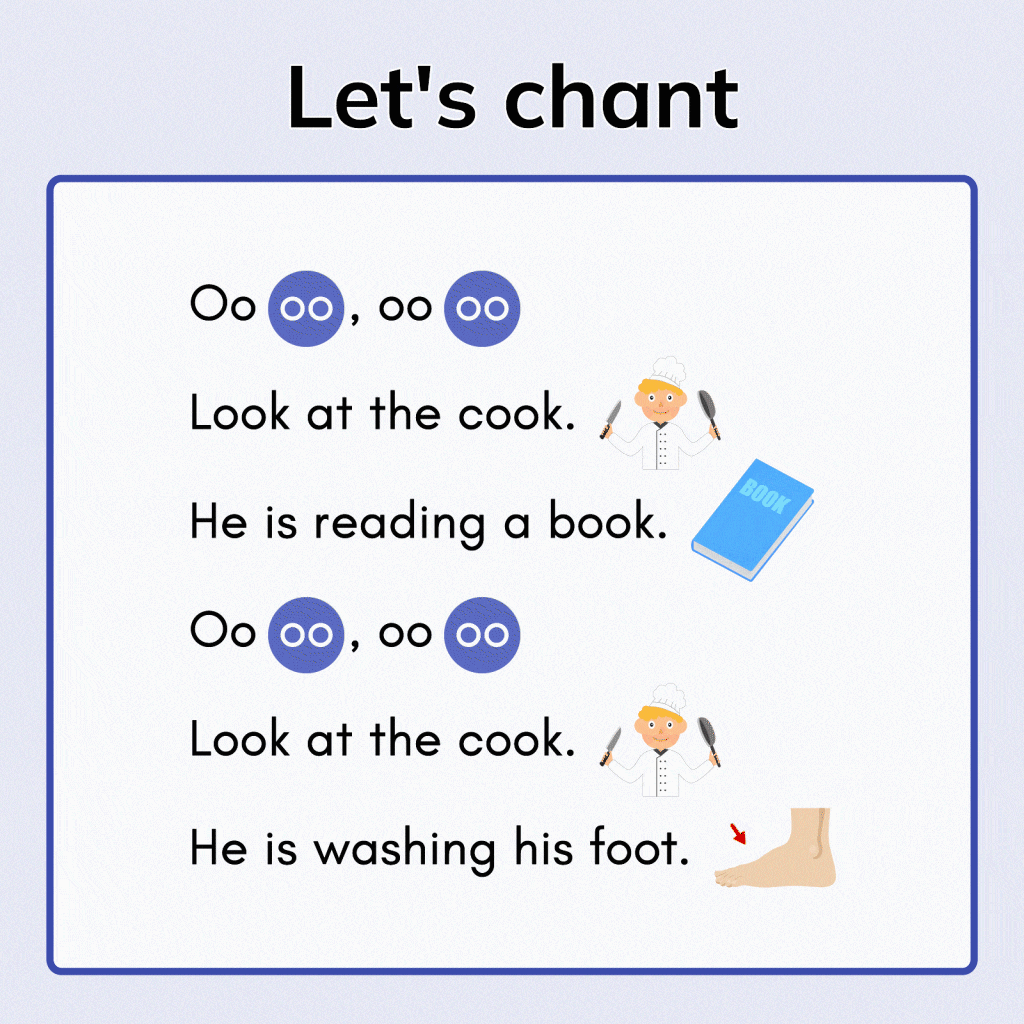 Let's chant
Oo oo, oo oo
Look at the cook.
He is reading a book.
BOOK
Oo oo, oo oo
Look at the cook.
He is washing his foot.